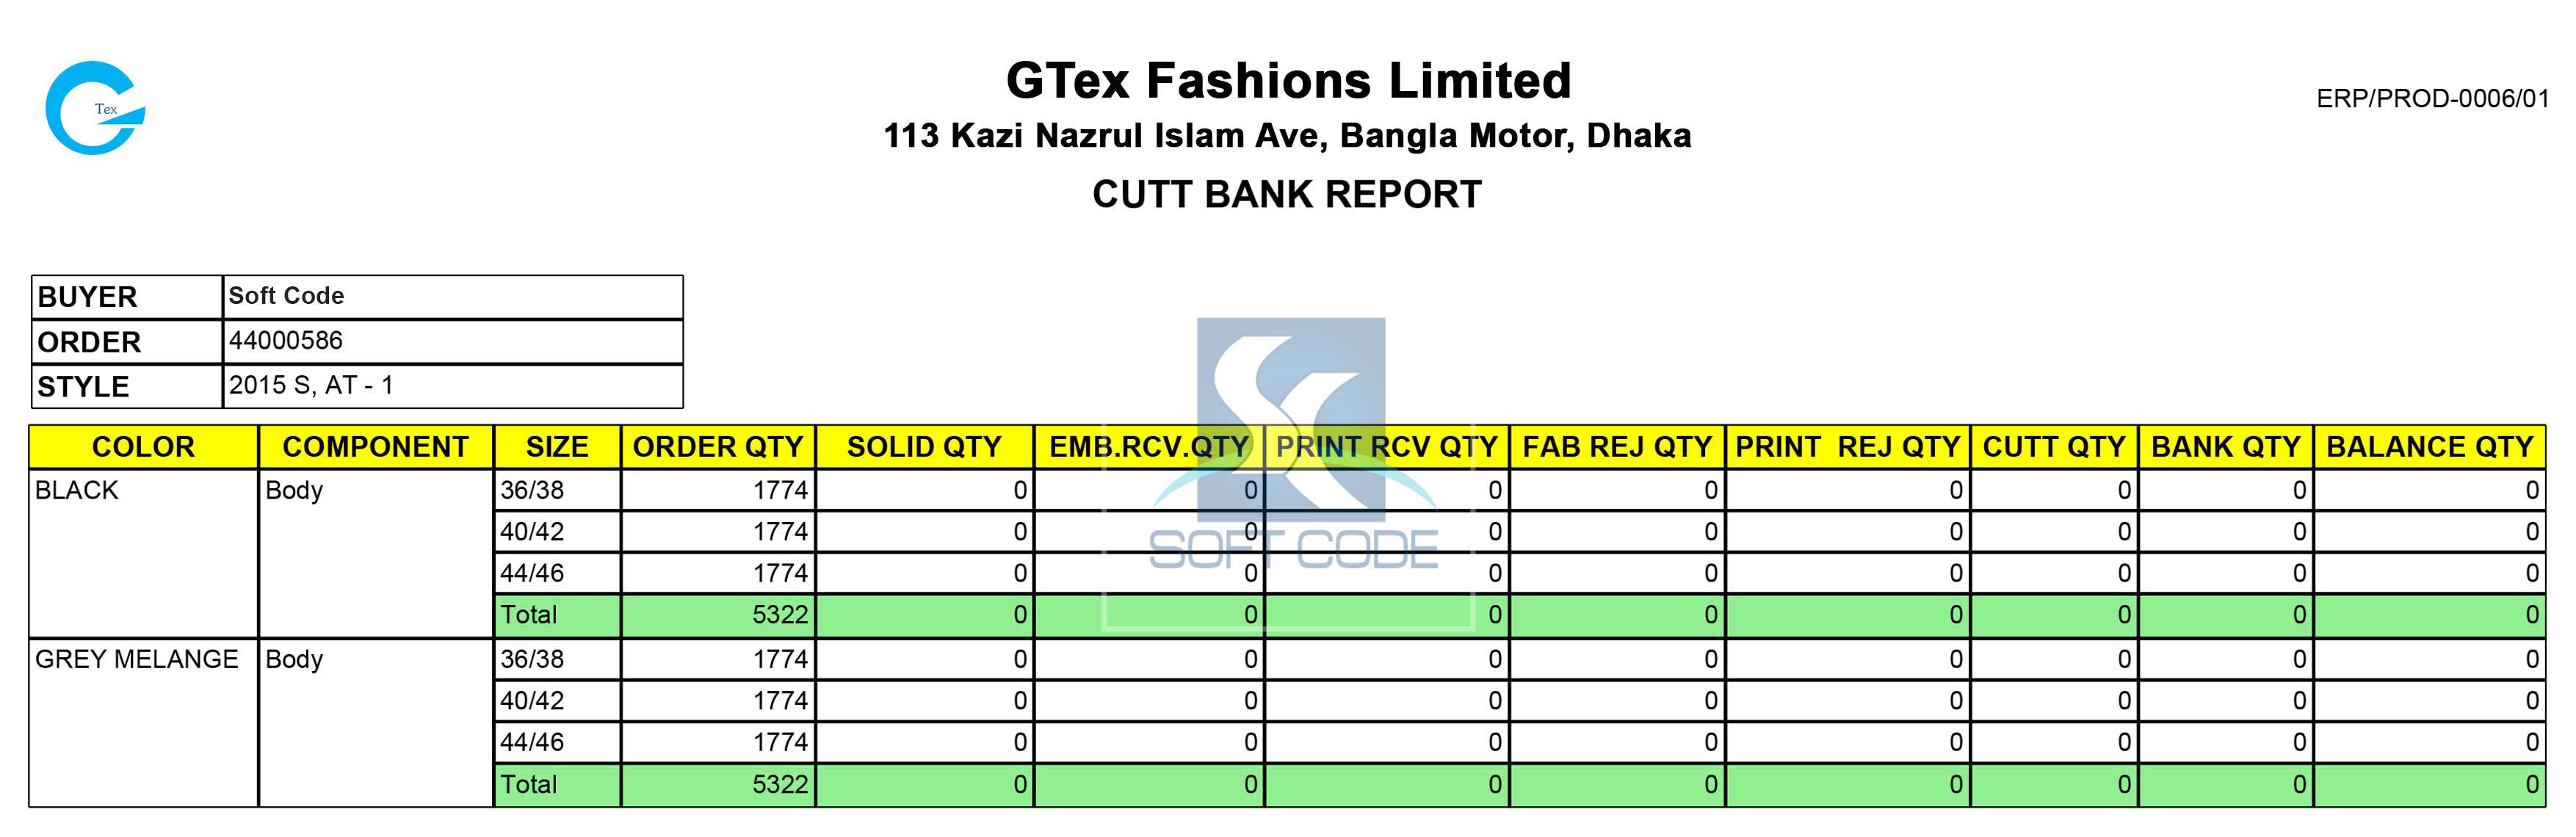 Tex
GTex Fashions Limited
ERP/PROD-0006/01
113 Kazi Nazrul Islam Ave, Bangla Motor, Dhaka
CUTT BANK REPORT
BUYER Soft Code
ORDER 44000586
STYLE 2015 S, AT - 1
COLOR COMPONENT SIZE ORDER QTY SOLID QTY EMB.RCV.QTY PRINT RCV QTY FAB REJ QTY PRINT  REJ QTY CUTT QTY BANK QTY BALANCE QTY
BLACK Body 36/38 1774 0 0 0 0 0 0 0 0
40/42 1774 0 0 0 0 0 0 0 0
44/46 1774 0 0 0 0 0 0 0 0
Total 5322 0 0 0 0 0 0 0 0
GREY MELANGE Body 36/38 1774 0 0 0 0 0 0 0 0
40/42 1774 0 0 0 0 0 0 0 0
44/46 1774 0 0 0 0 0 0 0 0
Total 5322 0 0 0 0 0 0 0 0
SOFT CODE